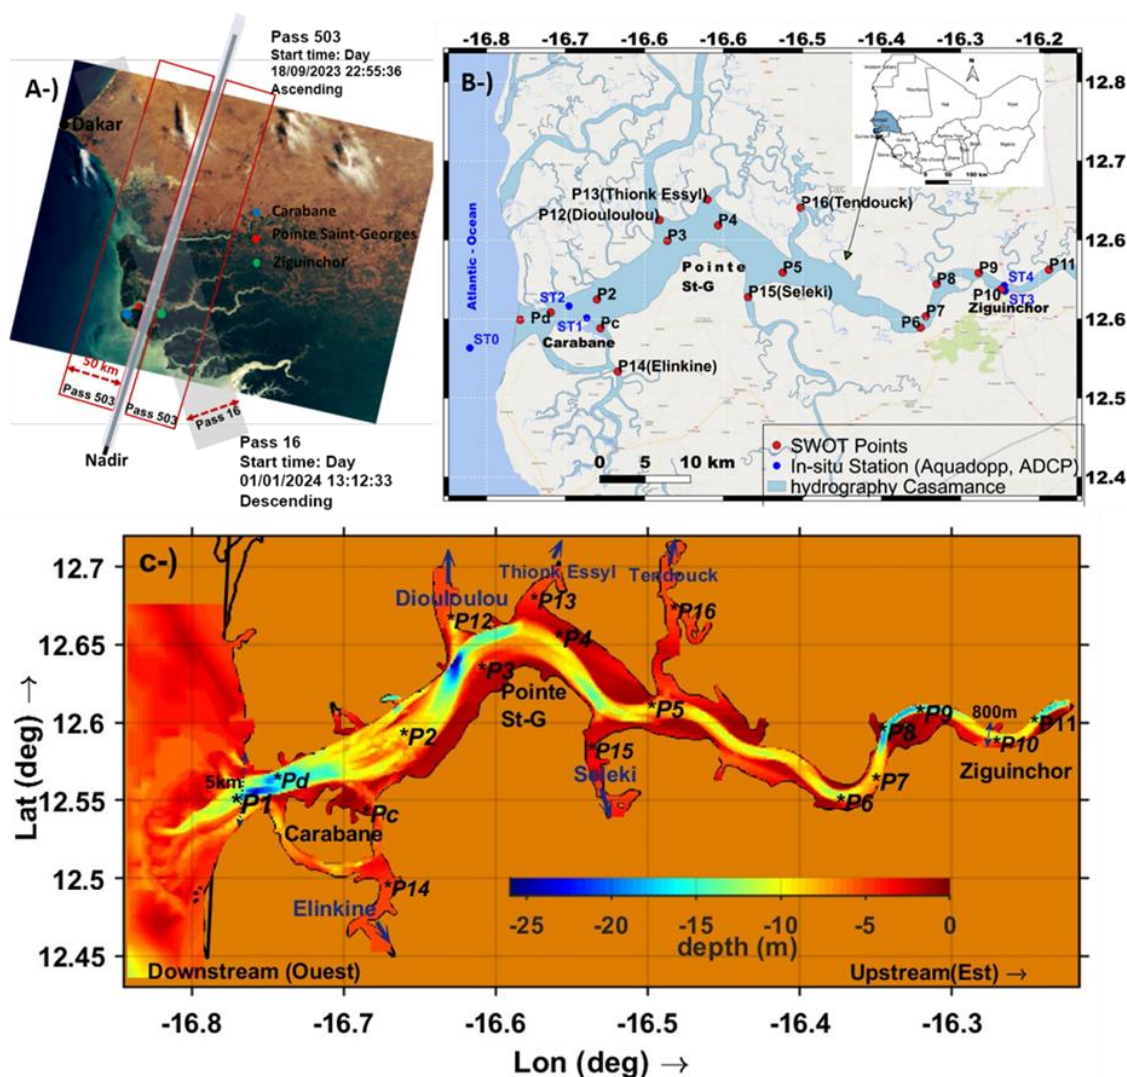 Pass 503
Start time: Day
18/09/2023 22:55:36
Ascending
A-)
Dakar
Carabane
Pointe Saint-Georges
Ziguinchor
50 km
Pass 503
Pass 503
Pass 16
Nadir
Pass 16
Start time: Day
01/01/2024 13:12:33
Descending
-16.8 -16.7 -16.6 -16.5 -16.4 -16.3 -16.2
B-)
N
0 50 100 km
12.8
12.7
12.6
12.6
12.5
12.5
12.4
Atlantic - Ocean
P13(Thionk Essyl)
P12(Diouloulou)
P16(Tendouck)
P4
P3
Pointe
St-G
P5
P9
P11
P8
ST4
P10
ST3
Ziguinchor
P15(Seleki)
ST2
P2
P7
P6
Pd
ST1
Pc
Carabane
ST0
P14(Elinkine)
0 5 10 km
SWOT Points
In-situ Station (Aquadopp, ADCP)
hydrography Casamance
c-)
12.7
12.65
12.6
12.55
12.5
12.45
Lat (deg) →
Diouloulou
Thionk Essyl
Tendouck
*P12
*P13
*P16
*P4
*P3
Pointe
St-G
*P5
*P2
*P9
*P8
800m
*P11
*P10
Ziguinchor
*P15
Seleki
*P7
*P6
5km
*Pd
*P1
*Pc
Carabane
*P14
Elinkine
-25 -20 -15 -10 -5 0
depth (m)
Downstream (Ouest)
Upstream(Est) →
-16.8 -16.7 -16.6 -16.5 -16.4 -16.3
Lon (deg) →